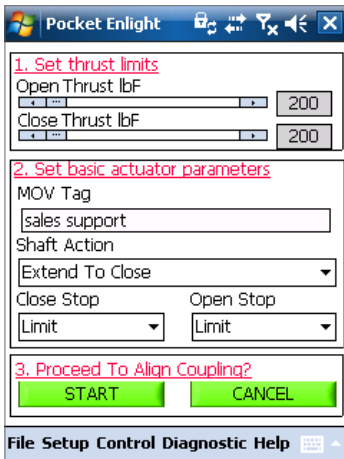 Pocket Enlight
1. Set thrust limits
Open Thrust lbF
200
Close Thrust lbF
200
2. Set basic actuator parameters
MOV Tag
sales support
Shaft Action
Extend To Close
Close Stop Open Stop
Limit Limit
3. Proceed To Align Coupling?
START CANCEL
File Setup Control Diagnostic Help